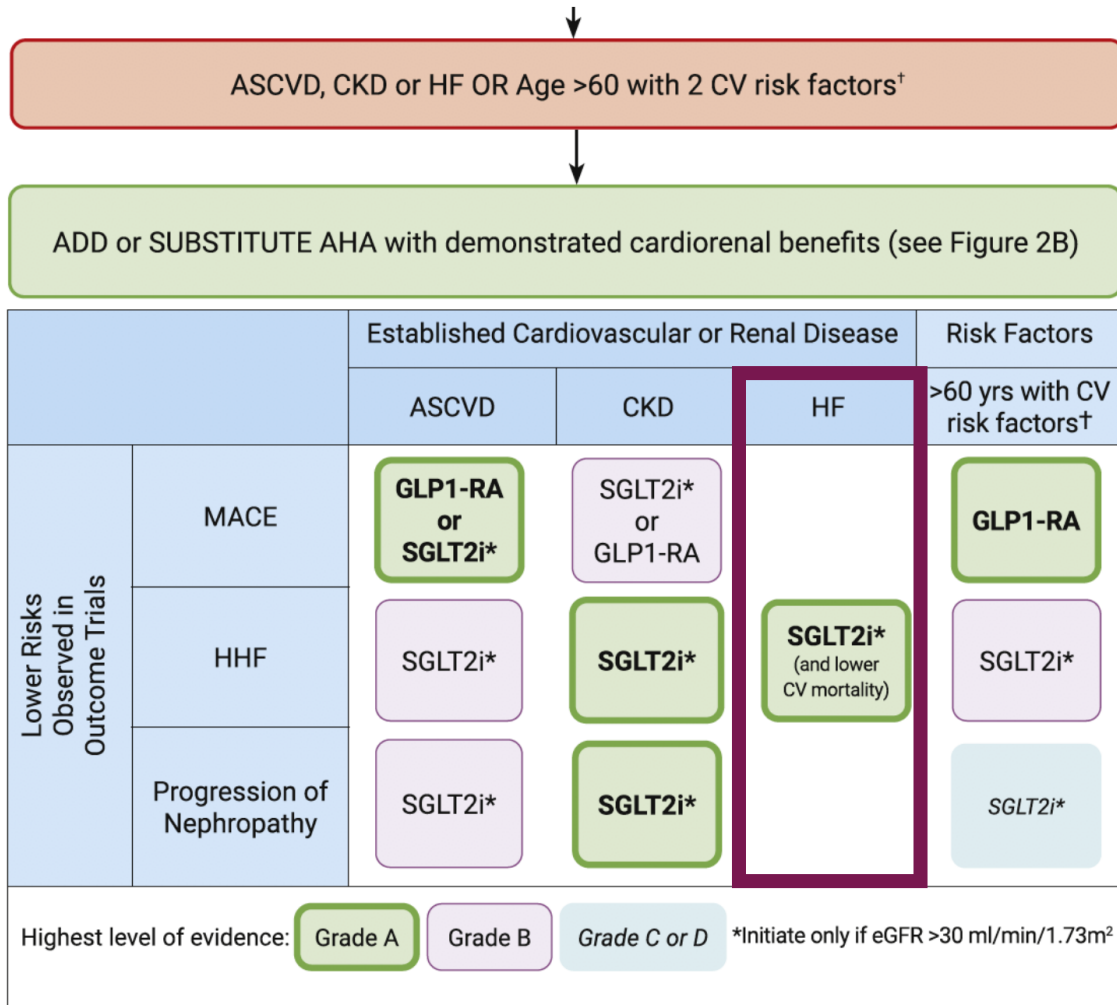 ASCVD, CKD or HF OR Age >60 with 2 CV risk factors†
ADD or SUBSTITUTE AHA with demonstrated cardiorenal benefits (see Figure 2B)
Established Cardiovascular or Renal Disease
Risk Factors
ASCVD
CKD
HF
>60 yrs with CV
risk factors†
Lower Risks
Observed in
Outcome Trials
MACE
GLP1-RA
or
SGLT2i*
SGLT2i*
or
GLP1-RA
GLP1-RA
HHF
SGLT2i*
SGLT2i*
SGLT2i*
(and lower
CV mortality)
SGLT2i*
Progression of
Nephropathy
SGLT2i*
SGLT2i*
SGLT2i*
Highest level of evidence:
Grade A
Grade B
Grade C or D
*Initiate only if eGFR >30 ml/min/1.73m²